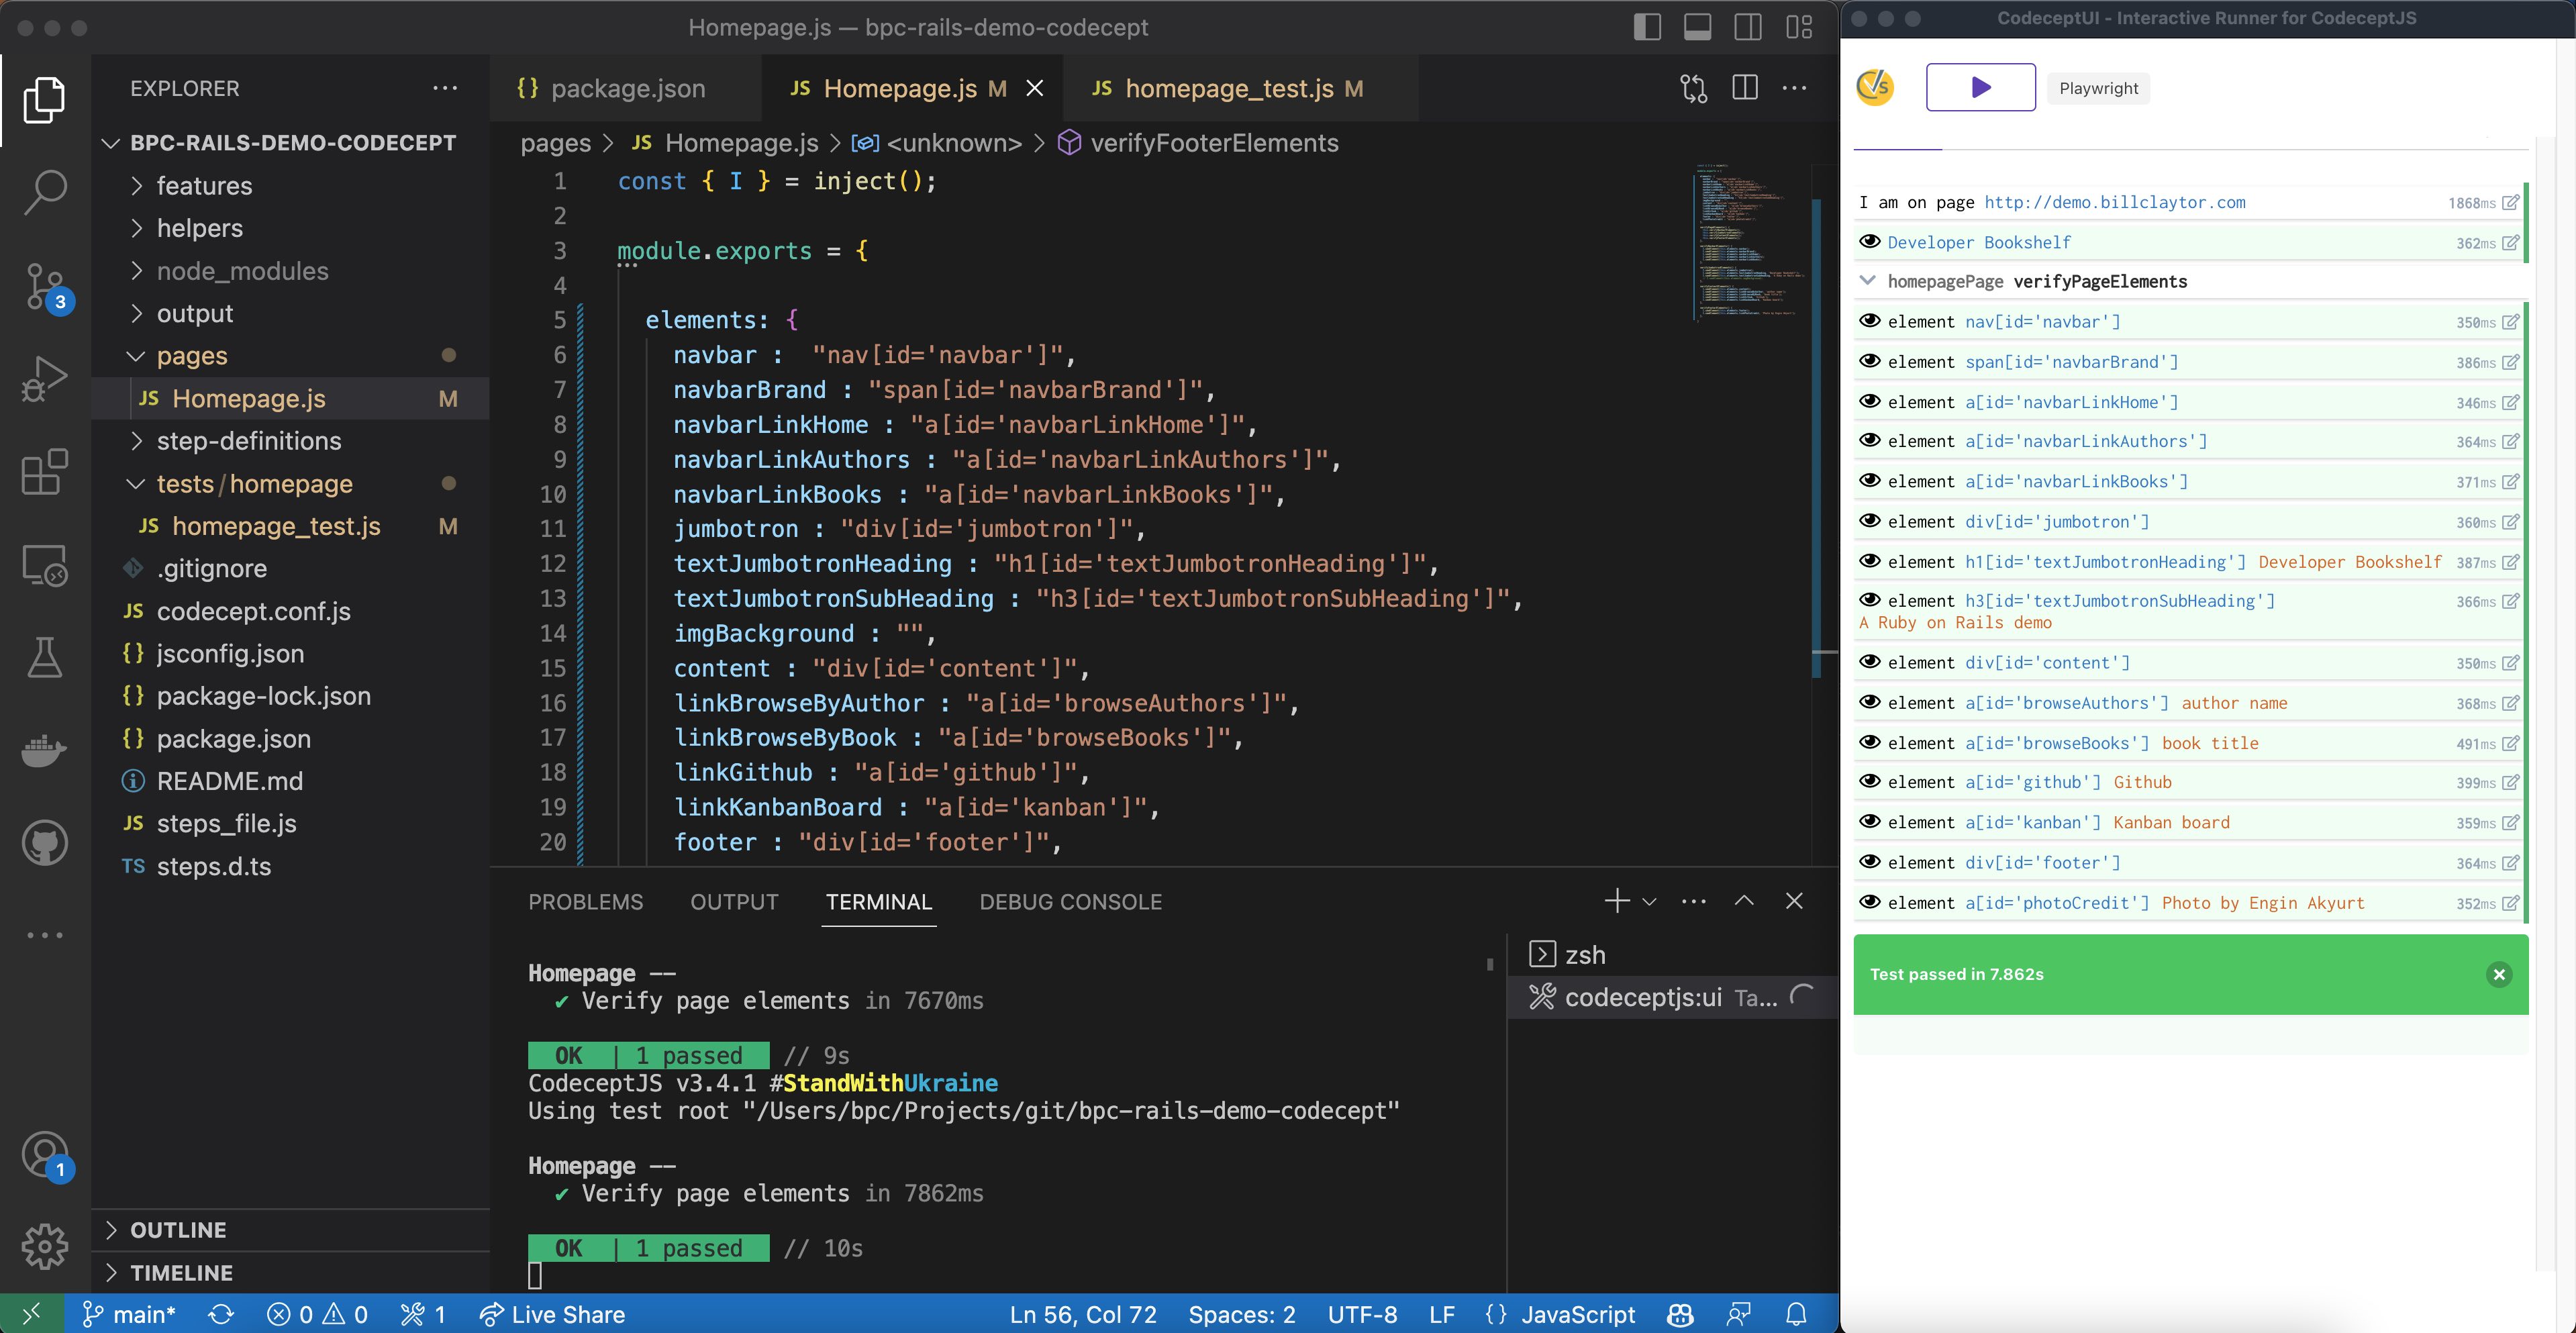 Homepage.js — bpc-rails-demo-codecept
EXPLORER
BPC-RAILS-DEMO-CODECEPT
features
helpers
node_modules
output
pages
JS Homepage.js M
step-definitions
tests/homepage
JS homepage_test.js M
.gitignore
JS codecept.conf.js
{} jsconfig.json
{} package-lock.json
{} package.json
README.md
JS steps_file.js
TS steps.d.ts
OUTLINE
TIMELINE
3
1
{} package.json
JS Homepage.js M
JS homepage_test.js M
pages > JS Homepage.js > <unknown> > verifyFooterElements
1 const { I } = inject();
2
3 module.exports = {
4
5 elements: {
6 navbar :  "nav[id='navbar']",
7 navbarBrand : "span[id='navbarBrand']",
8 navbarLinkHome : "a[id='navbarLinkHome']",
9 navbarLinkAuthors : "a[id='navbarLinkAuthors']",
10 navbarLinkBooks : "a[id='navbarLinkBooks']",
11 jumbotron : "div[id='jumbotron']",
12 textJumbotronHeading : "h1[id='textJumbotronHeading']",
13 textJumbotronSubHeading : "h3[id='textJumbotronSubHeading']",
14 imgBackground : "",
15 content : "div[id='content']",
16 linkBrowseByAuthor : "a[id='browseAuthors']",
17 linkBrowseByBook : "a[id='browseBooks']",
18 linkGithub : "a[id='github']",
19 linkKanbanBoard : "a[id='kanban']",
20 footer : "div[id='footer']",
PROBLEMS OUTPUT TERMINAL DEBUG CONSOLE
Homepage --
✔ Verify page elements in 7670ms
OK | 1 passed // 9s
CodeceptJS v3.4.1 #StandWithUkraine
Using test root "/Users/bpc/Projects/git/bpc-rails-demo-codecept"
Homepage --
✔ Verify page elements in 7862ms
OK | 1 passed // 10s
zsh
codeceptjs:ui Ta...
main* 0 0 1 Live Share Ln 56, Col 72 Spaces: 2 UTF-8 LF {} JavaScript
CodeceptUI - Interactive Runner for CodeceptJS
Playwright
I am on page http://demo.billclaytor.com 1868ms
Developer Bookshelf 362ms
homepagePage verifyPageElements
element nav[id='navbar'] 350ms
element span[id='navbarBrand'] 386ms
element a[id='navbarLinkHome'] 346ms
element a[id='navbarLinkAuthors'] 364ms
element a[id='navbarLinkBooks'] 371ms
element div[id='jumbotron'] 360ms
element h1[id='textJumbotronHeading'] Developer Bookshelf 387ms
element h3[id='textJumbotronSubHeading'] 366ms
A Ruby on Rails demo
element div[id='content'] 350ms
element a[id='browseAuthors'] author name 368ms
element a[id='browseBooks'] book title 491ms
element a[id='github'] Github 399ms
element a[id='kanban'] Kanban board 359ms
element div[id='footer'] 364ms
element a[id='photoCredit'] Photo by Engin Akyurt 352ms
Test passed in 7.862s